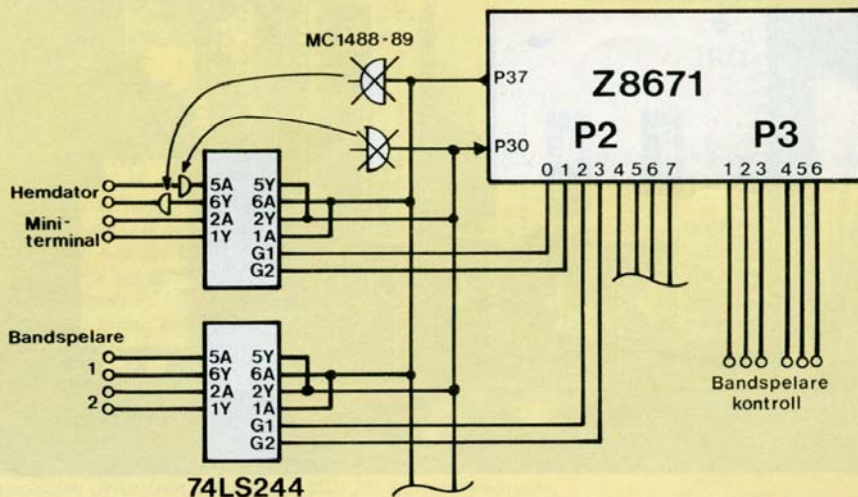 MC1488-89
Z8671
P37
P30
P2
P3
0 1 2 3 4 5 6 7
1 2 3 4 5 6
Hemdator
Mini-
terminal
5A 5Y
6Y 6A
2A 2Y
1Y 1A
G1
G2
Bandspelare
1
2
5A 5Y
6Y 6A
2A 2Y
1Y 1A
G1
G2
74LS244
Bandspelare
kontroll